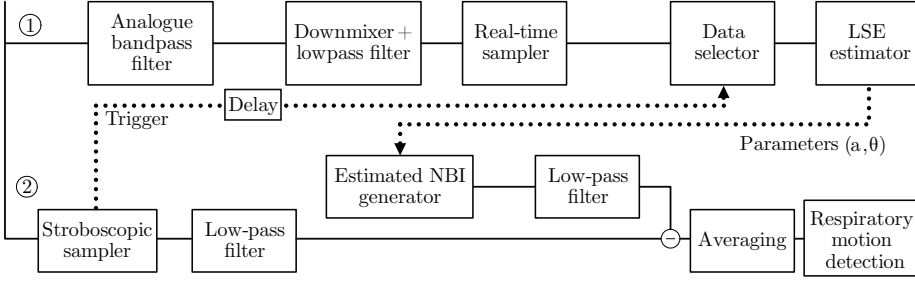 ①
Analogue
bandpass
filter
Downmixer +
lowpass filter
Real-time
sampler
Data
selector
LSE
estimator
Delay
Trigger
Parameters (a,θ)
②
Estimated NBI
generator
Low-pass
filter
Stroboscopic
sampler
Low-pass
filter
−
Averaging
Respiratory
motion
detection